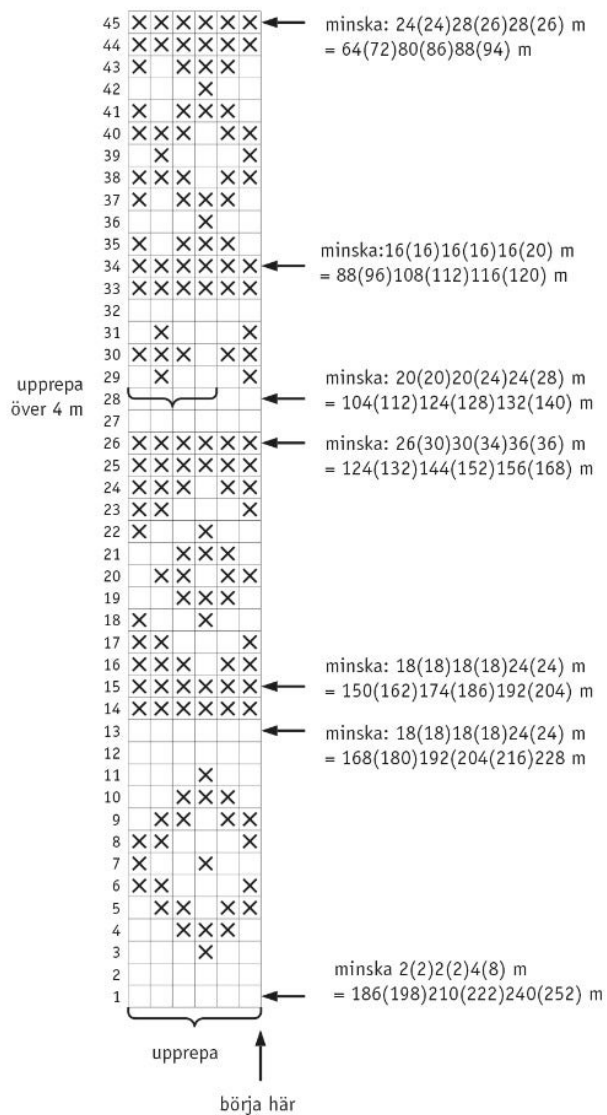 45 minska: 24(24)28(26)28(26) m
44 = 64(72)80(86)88(94) m
43
42
41
40
39
38
37
36
35 minska:16(16)16(16)16(20) m
34 = 88(96)108(112)116(120) m
33
32
31
30
upprepa
29 minska: 20(20)20(24)24(28) m
över 4 m
28 = 104(112)124(128)132(140) m
27
26 minska: 26(30)30(34)36(36) m
25 = 124(132)144(152)156(168) m
24
23
22
21
20
19
18
17
16 minska: 18(18)18(18)24(24) m
15 = 150(162)174(186)192(204) m
14
13 minska: 18(18)18(18)24(24) m
12 = 168(180)192(204(216)228 m
11
10
9
8
7
6
5
4
3
2 minska 2(2)2(2)4(8) m
1 = 186(198)210(222)240(252) m
upprepa
börja här